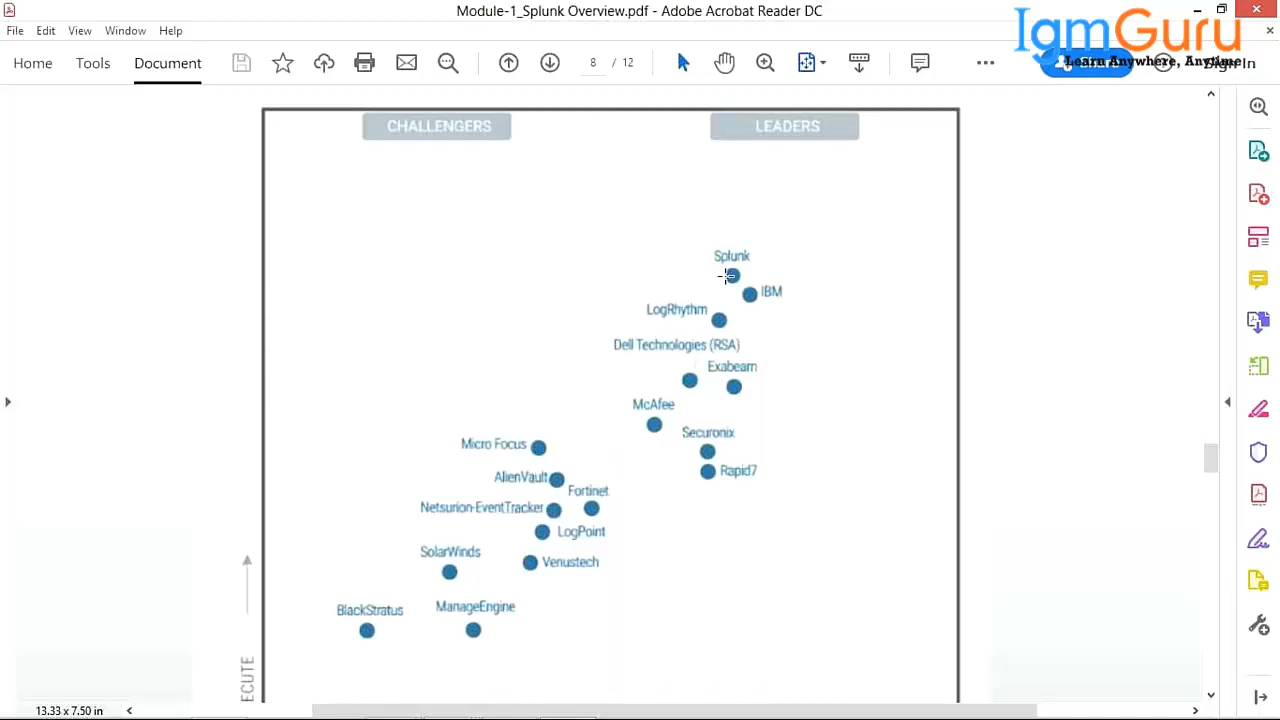 Module-1_Splunk Overview.pdf - Adobe Acrobat Reader DC
File Edit View Window Help
IgmGuru
Learn Anywhere, Anytime
Home Tools Document 8 / 12 Sign In
CHALLENGERS LEADERS
Splunk
IBM
LogRhythm
Dell Technologies (RSA)
Exabeam
McAfee
Securonix
Micro Focus
Rapid7
AlienVault
Fortinet
Netsurion-EventTracker
LogPoint
SolarWinds
Venustech
BlackStratus
ManageEngine
ECUTE
13.33 x 7.50 in